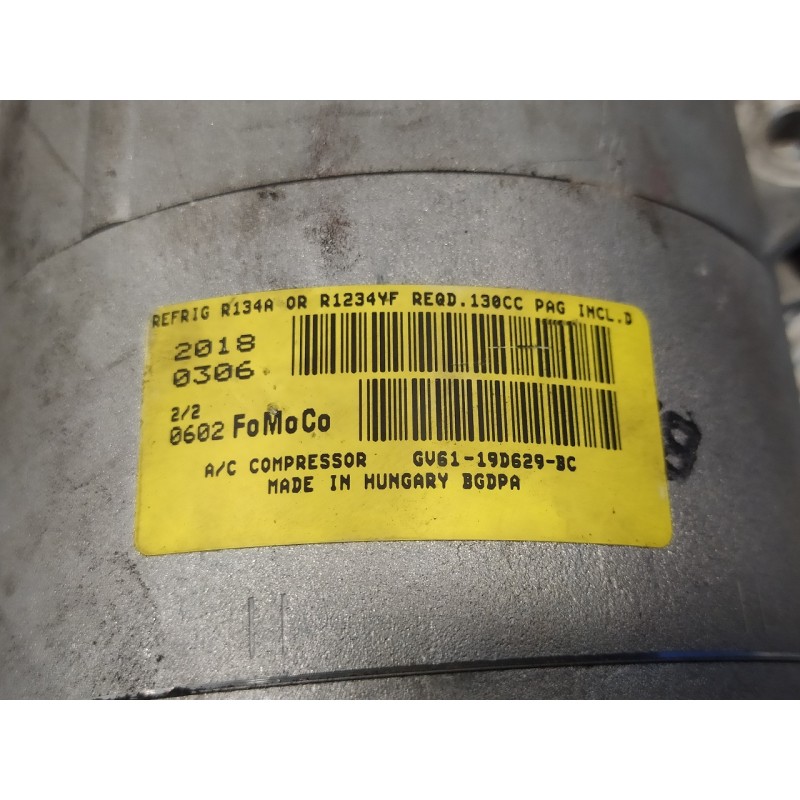 REFRIG R134A OR R1234YF REQD.130CC PAG INCL.D
2018
0306
2/2
0602 FoMoCo
A/C COMPRESSOR GV61-19D629-BC
MADE IN HUNGARY BGDPA